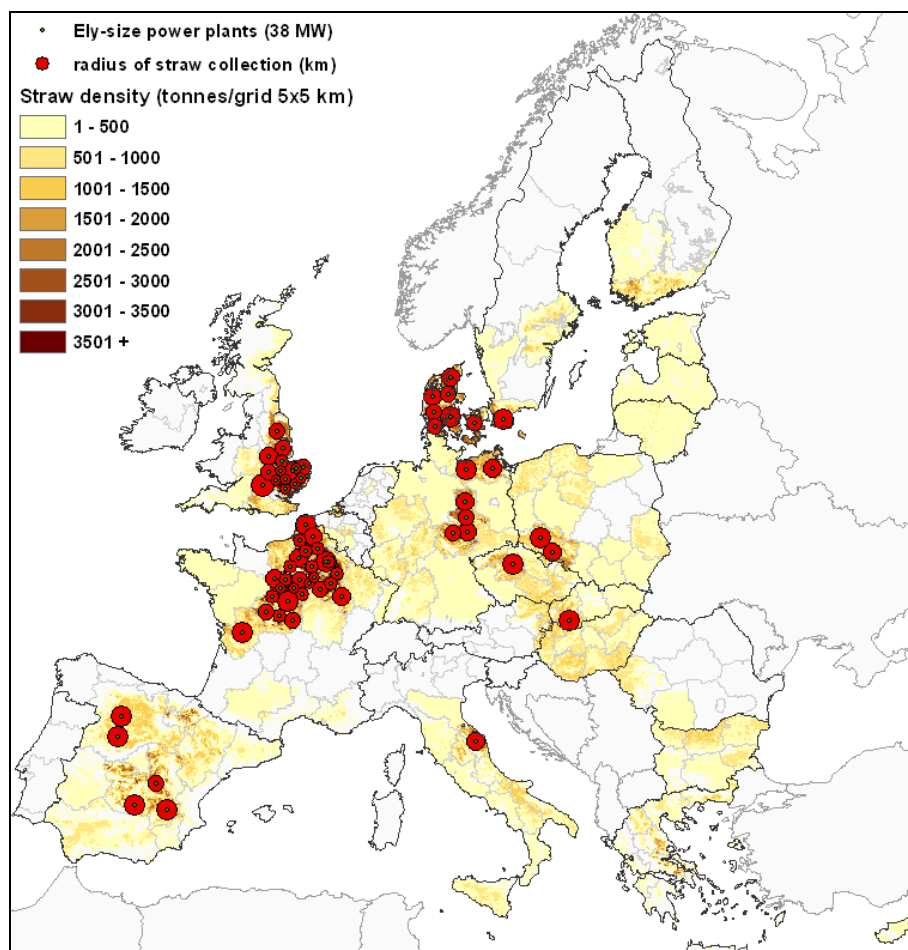 Ely-size power plants (38 MW)
radius of straw collection (km)
Straw density (tonnes/grid 5x5 km)
1 - 500
501 - 1000
1001 - 1500
1501 - 2000
2001 - 2500
2501 - 3000
3001 - 3500
3501 +